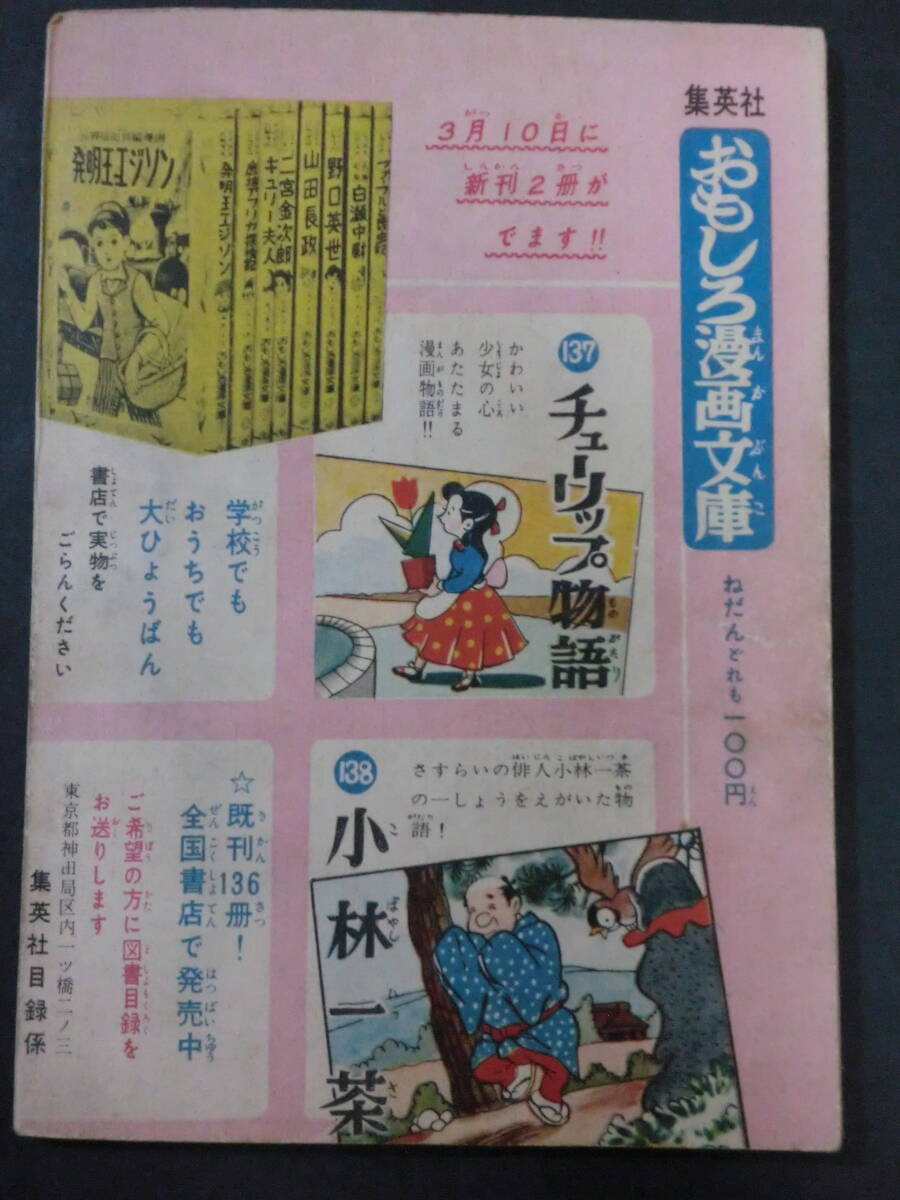 集英社
おもしろ漫画文庫
ねだんどれも一〇〇円
3月10日に
新刊2冊が
でます!!
137
チューリップ物語
かわいい
少女の心
あたたまる
漫画物語!!
発明王エジソン
発明王エジソン
キュリー夫人
二宮金次郎
山田長政
野口英世
学校でも
おうちでも
大ひょうばん
書店で実物を
ごらんください
138
小林一茶
さすらいの俳人小林一茶
の一しょうをえがいた物
語!
☆既刊136冊!
全国書店で発売中
ご希望の方に図書目録を
お送りします
東京都神田局区内一ッ橋二ノ三
集英社目録係